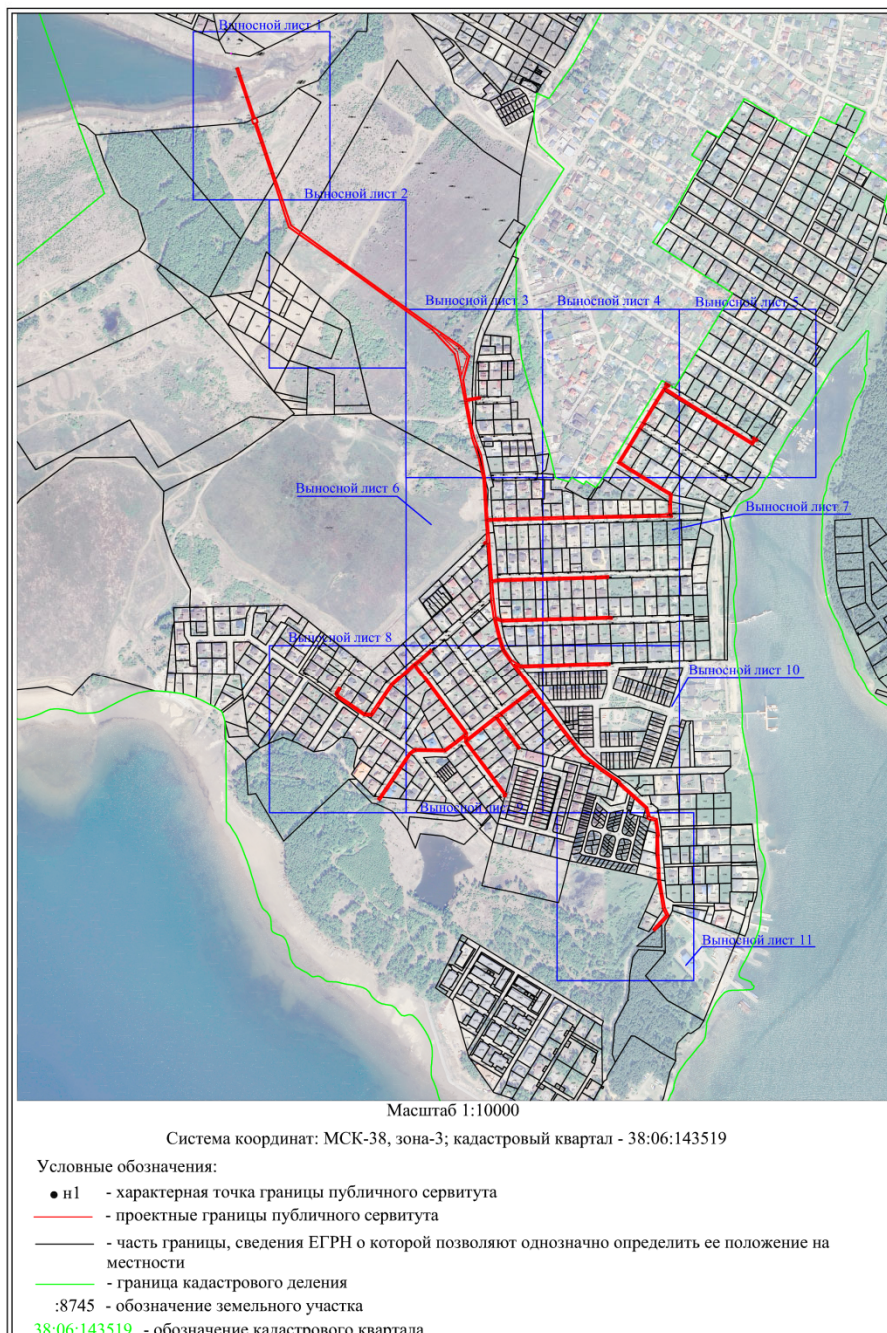 Выносной лист 1
Выносной лист 2
Выносной лист 3
Выносной лист 4
Выносной лист 5
Выносной лист 6
Выносной лист 7
Выносной лист 8
Выносной лист 10
Выносной лист 9
Выносной лист 11
Масштаб 1:10000
Система координат: МСК-38, зона-3; кадастровый квартал - 38:06:143519
Условные обозначения:
н1 - характерная точка границы публичного сервитута
- проектные границы публичного сервитута
- часть границы, сведения ЕГРН о которой позволяют однозначно определить ее положение на
местности
- граница кадастрового деления
:8745 - обозначение земельного участка
38:06:143519 - обозначение кадастрового квартала